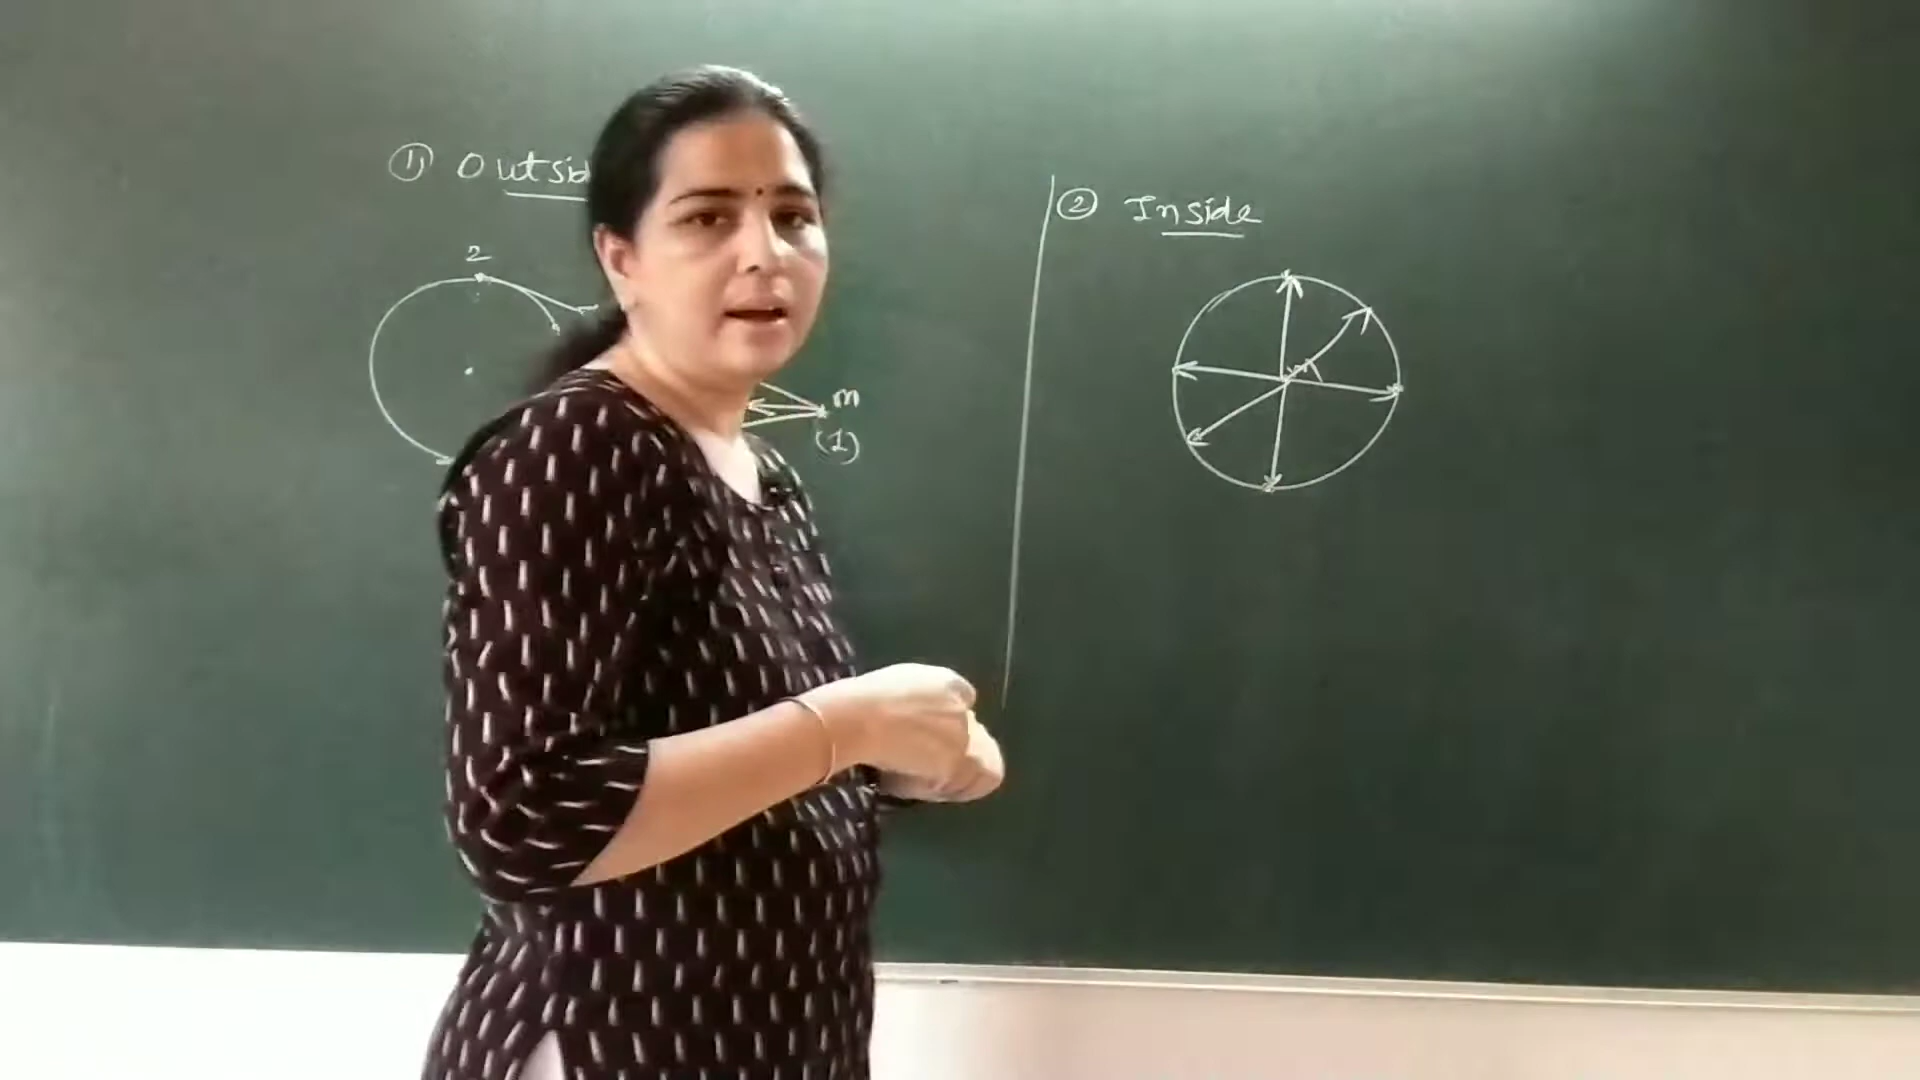 1) Outsid
2
m
(1)
② Inside
m